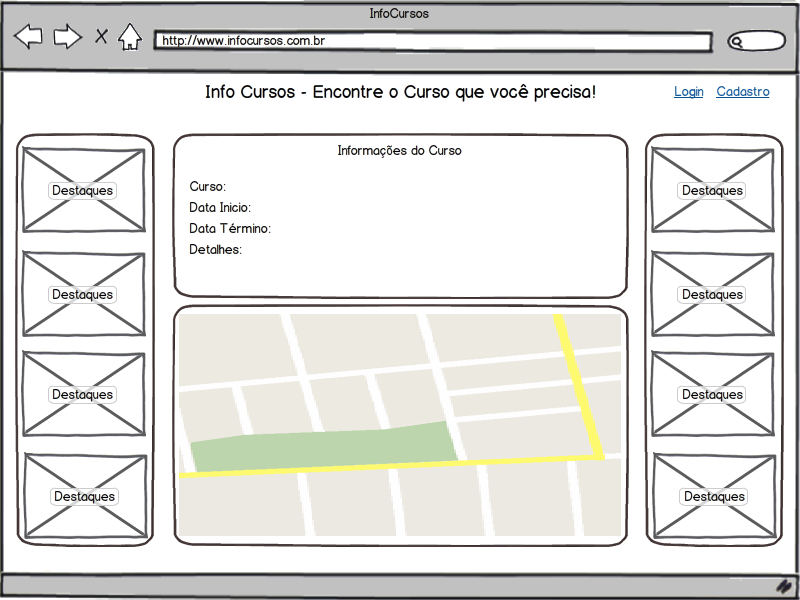 InfoCursos
http://www.infocursos.com.br
Info Cursos - Encontre o Curso que você precisa!
Login Cadastro
Destaques
Destaques
Destaques
Destaques
Informações do Curso
Curso:
Data Inicio:
Data Término:
Detalhes:
Destaques
Destaques
Destaques
Destaques